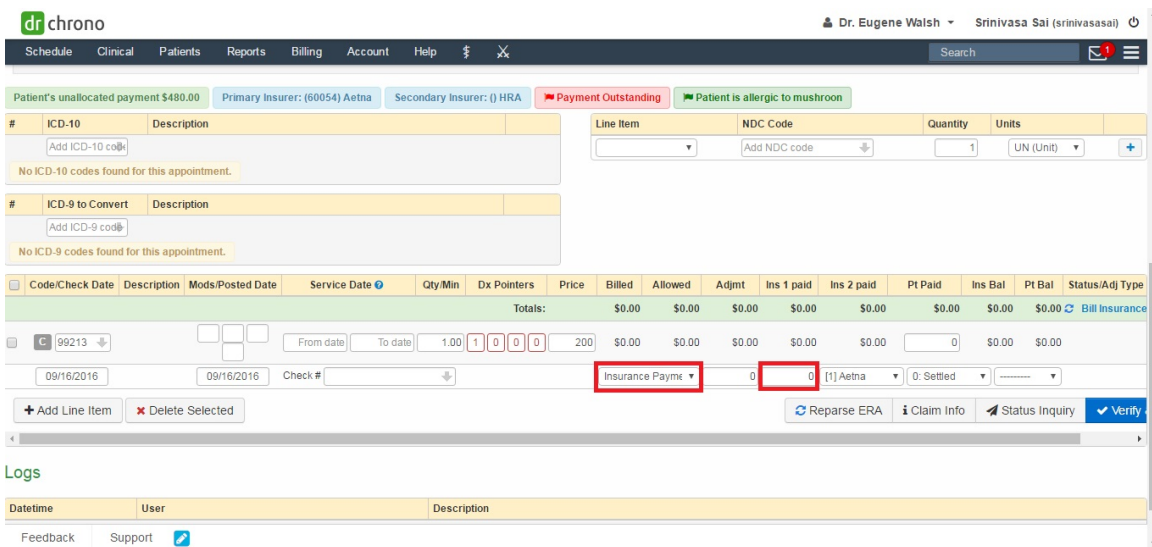 dr chrono Dr. Eugene Walsh Srinivasa Sai (srinivasasai)
Schedule Clinical Patients Reports Billing Account Help Search 1
Patient's unallocated payment $480.00 Primary Insurer: (60054) Aetna Secondary Insurer: () HRA Payment Outstanding Patient is allergic to mushroon
# ICD-10 Description Line Item NDC Code Quantity Units
Add ICD-10 code Add NDC code 1 UN (Unit) +
No ICD-10 codes found for this appointment.
# ICD-9 to Convert Description
Add ICD-9 code
No ICD-9 codes found for this appointment.
Code/Check Date Description Mods/Posted Date Service Date ? Qty/Min Dx Pointers Price Billed Allowed Adjmt Ins 1 paid Ins 2 paid Pt Paid Ins Bal Pt Bal Status/Adj Type
Totals: $0.00 $0.00 $0.00 $0.00 $0.00 $0.00 $0.00 $0.00 Bill Insurance
C 99213 From date To date 1.00 1 0 0 0 200 $0.00 $0.00 $0.00 $0.00 $0.00 0 $0.00 $0.00
09/16/2016 09/16/2016 Check # Insurance Payme 0 0 [1] Aetna 0: Settled ---------
+ Add Line Item × Delete Selected Reparse ERA i Claim Info Status Inquiry Verify
Logs
Datetime User Description
Feedback Support